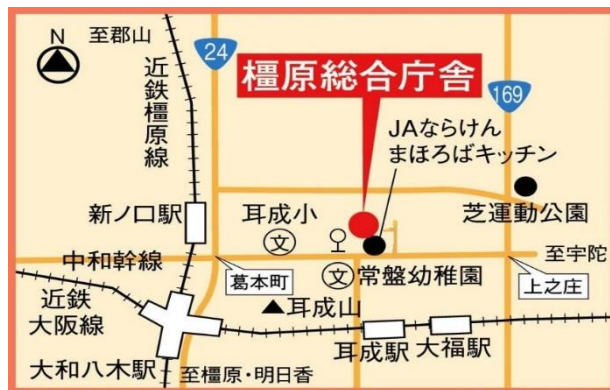 N
至郡山
24
橿原総合庁舎
169
近鉄橿原線
JAならけん
まほろばキッチン
新ノ口駅
耳成小
文
芝運動公園
中和幹線
葛本町
文
常盤幼稚園
至宇陀
上之庄
近鉄
大阪線
耳成山
大和八木駅
至橿原・明日香
耳成駅
大福駅